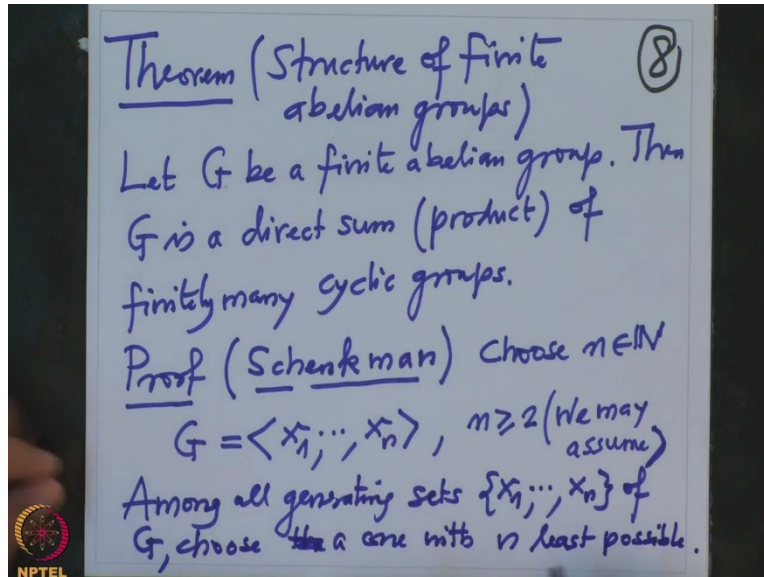 Theorem (Structure of finite
abelian groups)
8
Let G be a finite abelian group. Then
G is a direct sum (product) of
finitely many cyclic groups.
Proof (Schenkman) Choose n∈ℕ
G = <x₁,…,xₙ>, n≥2 (We may
assume)
Among all generating sets {x₁,…,xₙ} of
G, choose a one with n least possible.
NPTEL